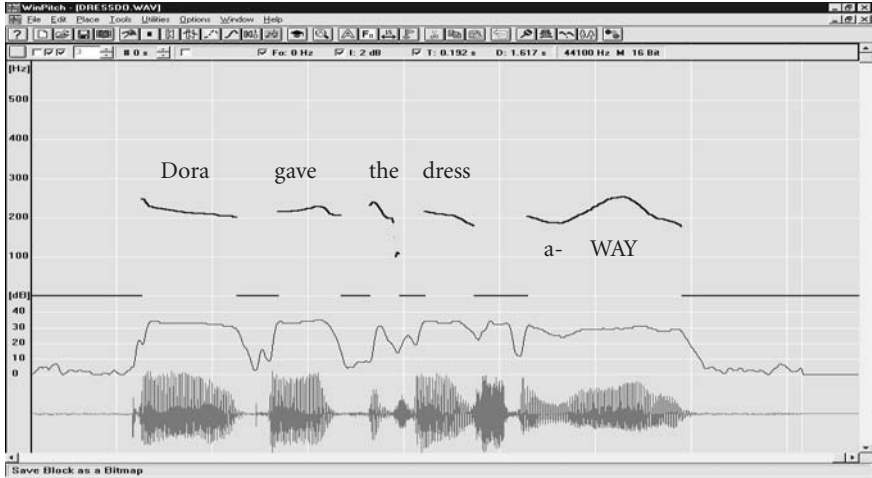 WinPitch - [DRESSDO.WAV]
File Edit Place Tools Utilities Options Window Help
3 # 0 s Fo: 0 Hz I: 2 dB T: 0.192 s D: 1.617 s 44100 Hz M 16 Bit
[Hz]
500
400
300
Dora gave the dress
200
a- WAY
100
[dB]
40
30
20
10
0
Save Block as a Bitmap